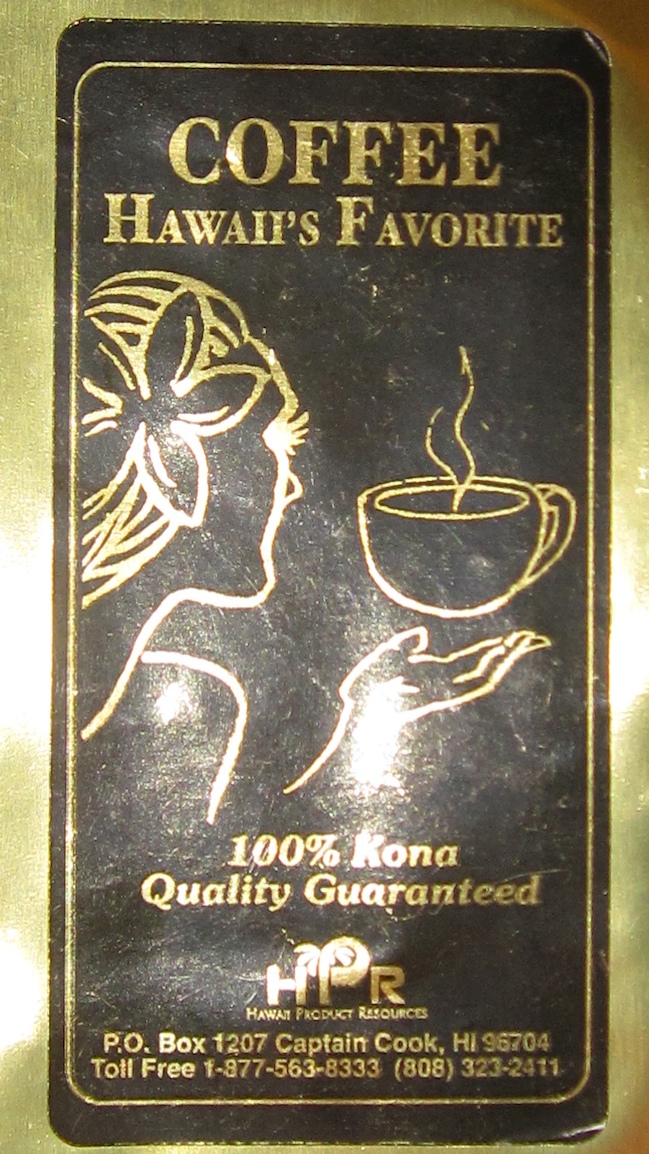 COFFEE
HAWAII'S FAVORITE
100% Kona
Quality Guaranteed
HPR
HAWAII PRODUCT RESOURCES
P.O. Box 1207 Captain Cook, HI 96704
Toll Free 1-877-563-8333 (808) 323-2411